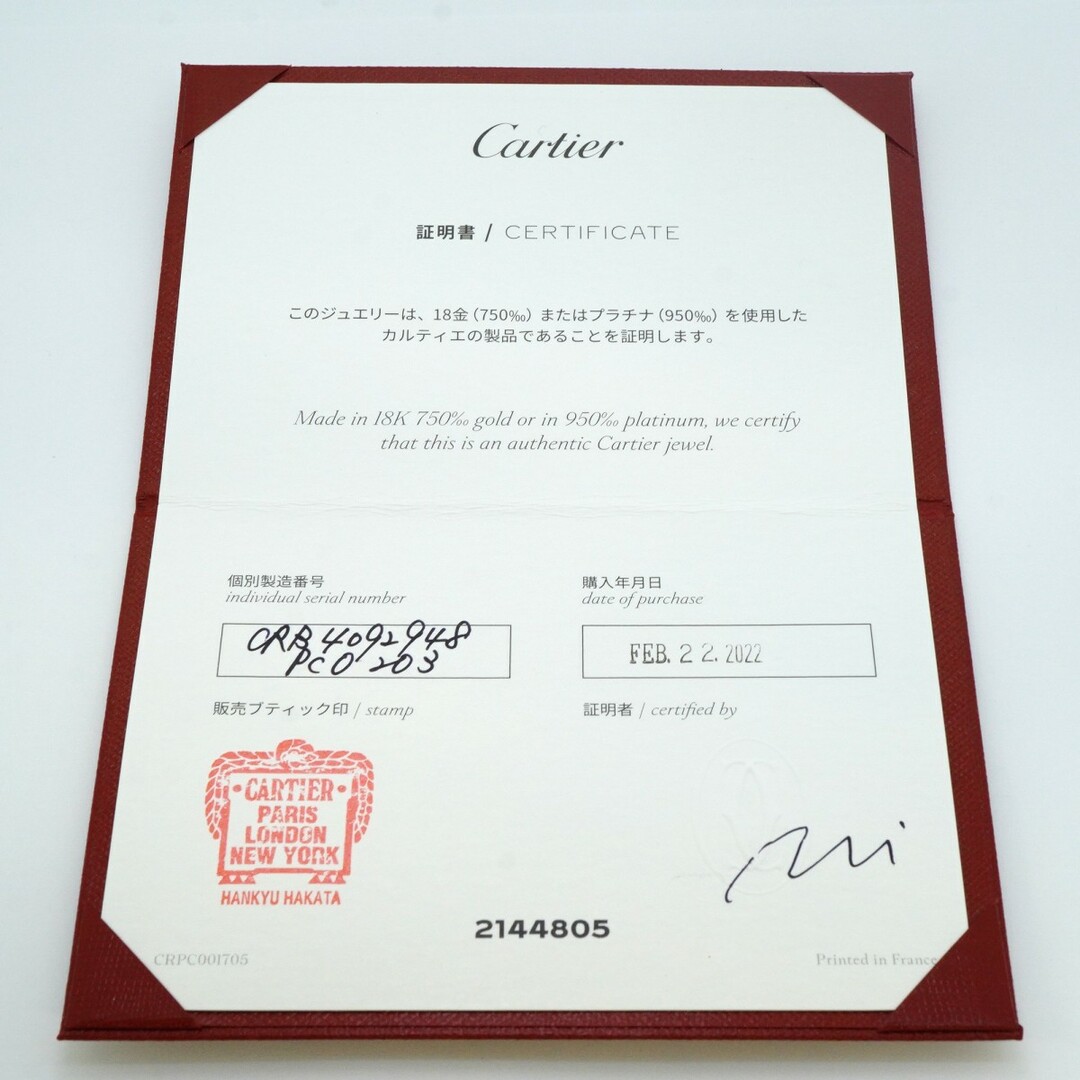 Cartier
証明書 / CERTIFICATE
このジュエリーは、18金（750‰）またはプラチナ（950‰）を使用した
カルティエの製品であることを証明します。
Made in 18K 750‰ gold or in 950‰ platinum, we certify
that this is an authentic Cartier jewel.
個別製造番号
individual serial number
CRB4092948
PC0203
購入年月日
date of purchase
FEB. 22. 2022
販売ブティック印 / stamp
証明者 / certified by
CARTIER
PARIS
LONDON
NEW YORK
HANKYU HAKATA
2144805
CRPC001705
Printed in France